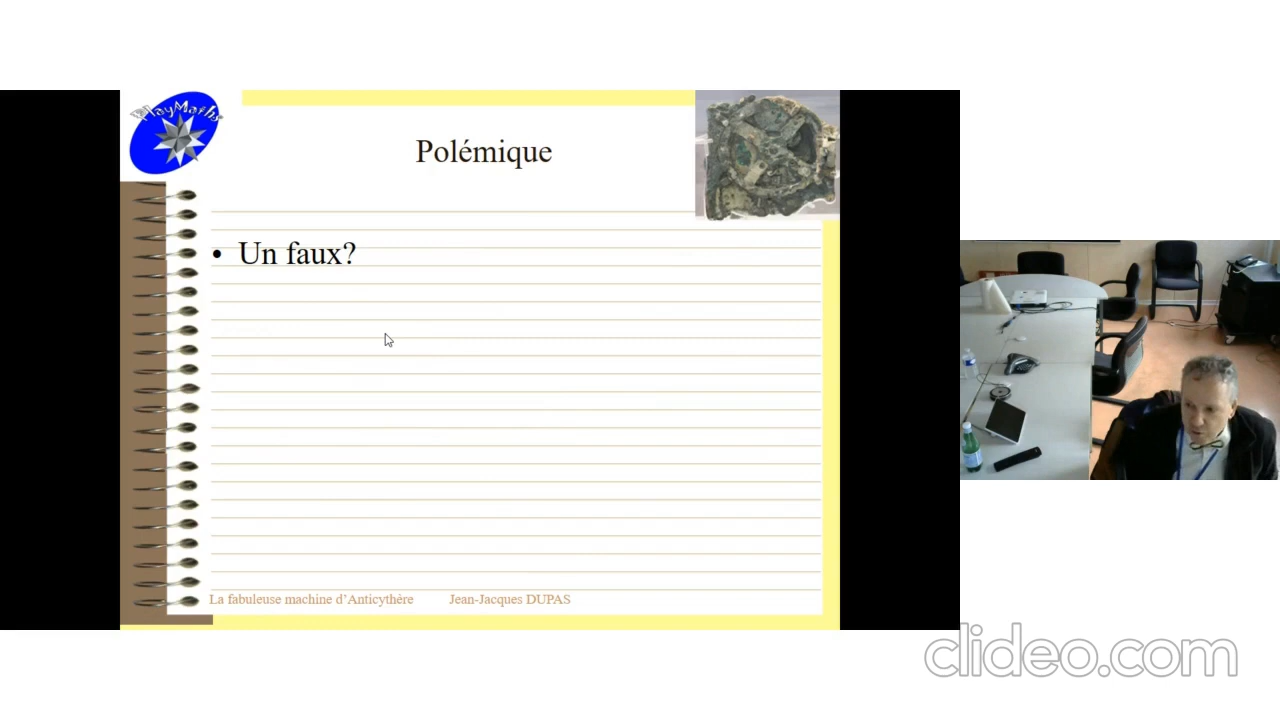 PlayMaths
Polémique
• Un faux?
La fabuleuse machine d'Anticythère Jean-Jacques DUPAS
clideo.com